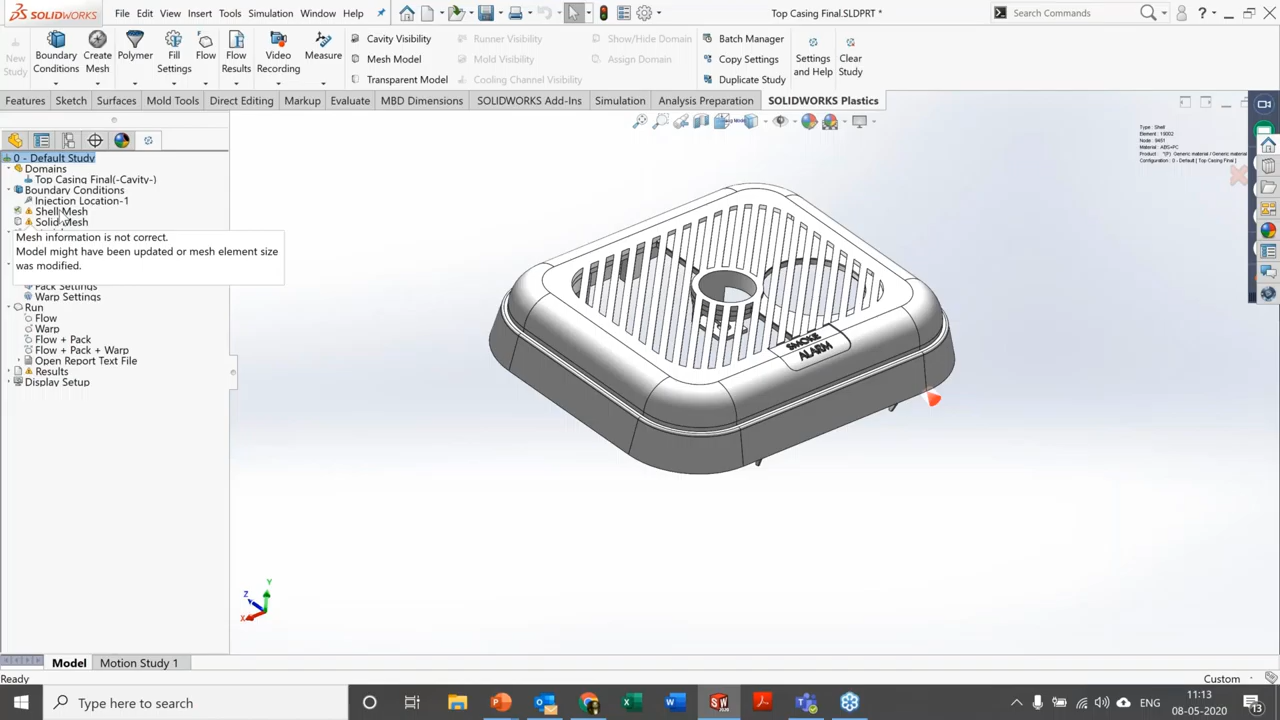 SOLIDWORKS File Edit View Insert Tools Simulation Window Help
Top Casing Final.SLDPRT *
Search Commands
New Study
Boundary Conditions
Create Mesh
Polymer
Fill Settings
Flow
Flow Results
Video Recording
Measure
Cavity Visibility
Mesh Model
Transparent Model
Runner Visibility
Mold Visibility
Cooling Channel Visibility
Show/Hide Domain
Assign Domain
Batch Manager
Copy Settings
Duplicate Study
Settings and Help
Clear Study
Features Sketch Surfaces Mold Tools Direct Editing Markup Evaluate MBD Dimensions SOLIDWORKS Add-Ins Simulation Analysis Preparation SOLIDWORKS Plastics
Type : Shell
Element : 19002
Node : 9451
Material : ABS+PC
Product : "(P) Generic material / Generic material
Configuration : 0 - Default [ Top Casing Final ]
0 - Default Study
Domains
Top Casing Final(-Cavity-)
Boundary Conditions
Injection Location-1
Shell Mesh
Solid Mesh
Mesh information is not correct.
Model might have been updated or mesh element size
was modified.
Pack Settings
Warp Settings
Run
Flow
Warp
Flow + Pack
Flow + Pack + Warp
Open Report Text File
Results
Display Setup
SMOKE
ALARM
Y
Z
X
Model Motion Study 1
Ready
Custom
Type here to search
ENG
11:13
08-05-2020
13